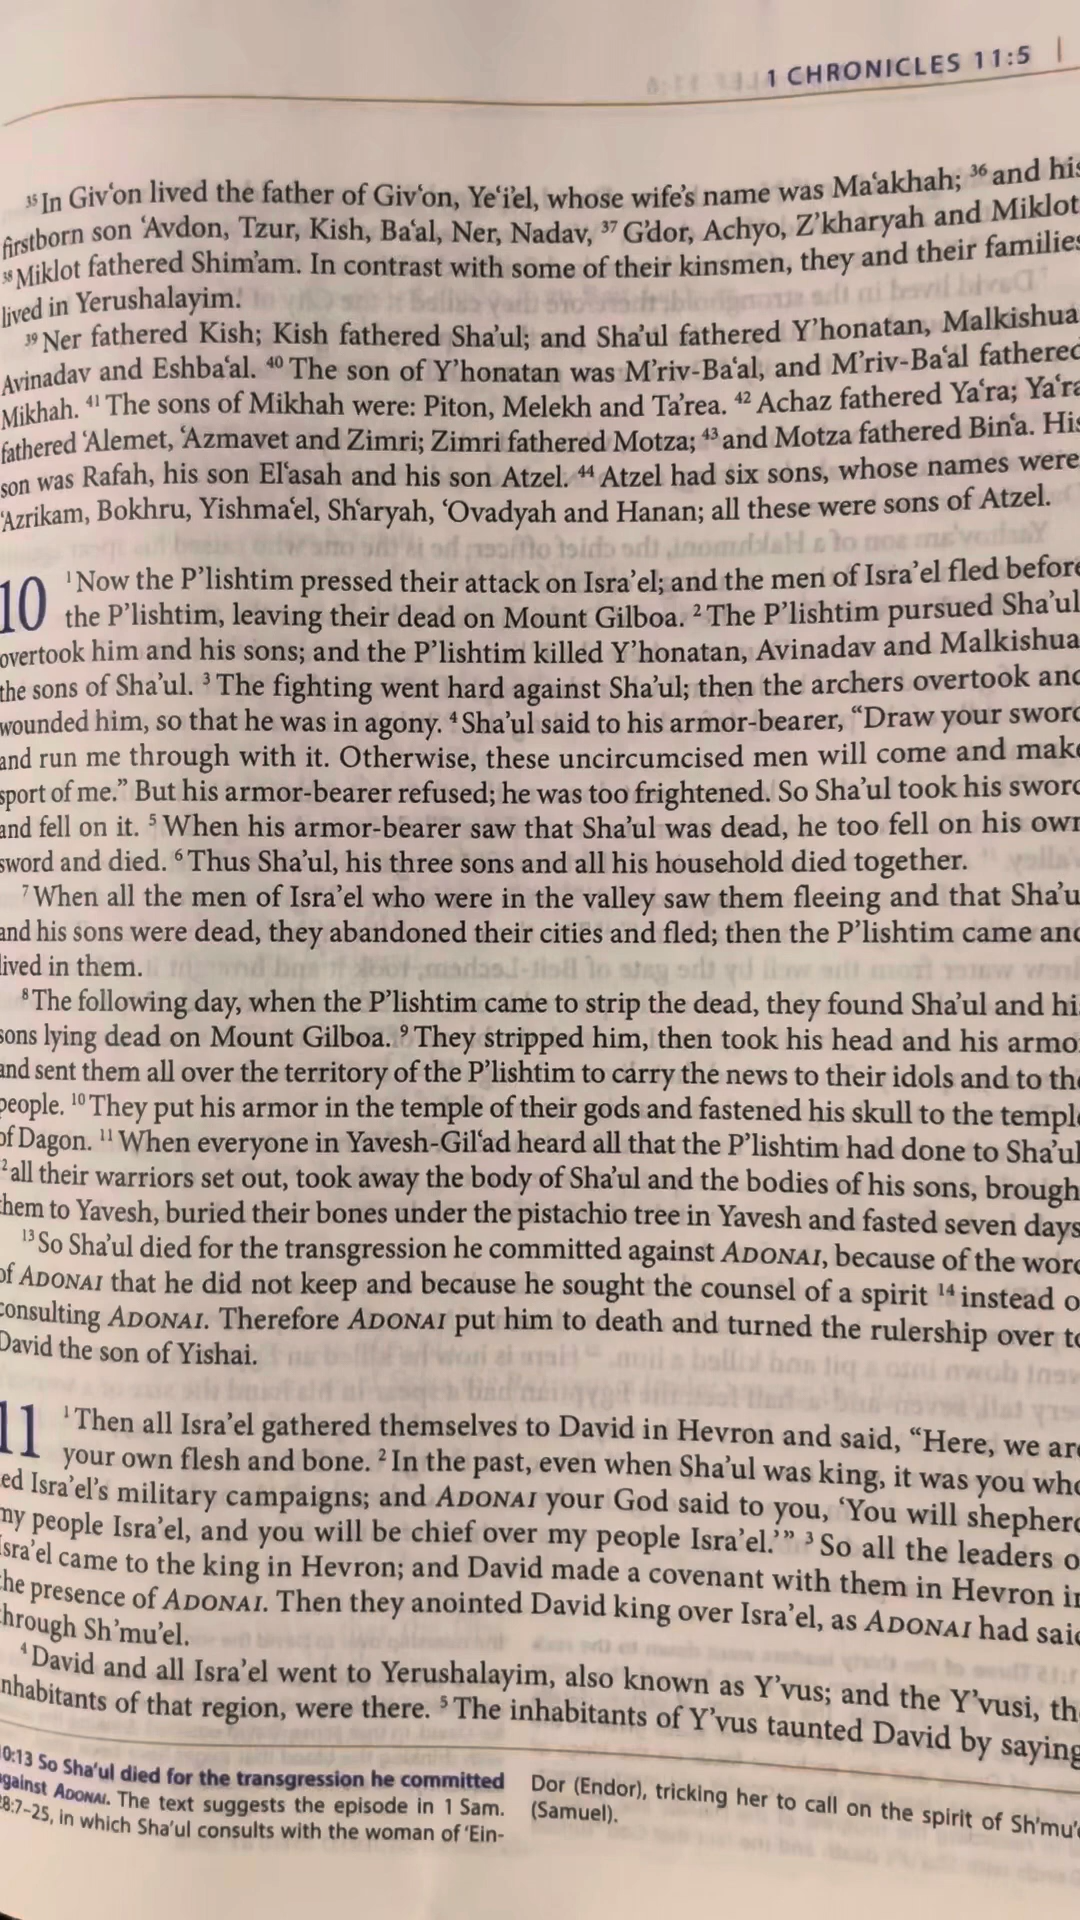 1 CHRONICLES 11:5
³⁵ In Giv‘on lived the father of Giv‘on, Ye‘i’el, whose wife’s name was Ma‘akhah; ³⁶ and his
firstborn son ‘Avdon, Tzur, Kish, Ba‘al, Ner, Nadav, ³⁷ G’dor, Achyo, Z’kharyah and Miklot
³⁸ Miklot fathered Shim’am. In contrast with some of their kinsmen, they and their families
lived in Yerushalayim.
³⁹ Ner fathered Kish; Kish fathered Sha’ul; and Sha’ul fathered Y’honatan, Malkishua
Avinadav and Eshba‘al. ⁴⁰ The son of Y’honatan was M’riv-Ba‘al, and M’riv-Ba‘al fathered
Mikhah. ⁴¹ The sons of Mikhah were: Piton, Melekh and Ta’rea. ⁴² Achaz fathered Ya‘ra; Ya‘ra
fathered ‘Alemet, ‘Azmavet and Zimri; Zimri fathered Motza; ⁴³ and Motza fathered Bin‘a. His
son was Rafah, his son El‘asah and his son Atzel. ⁴⁴ Atzel had six sons, whose names were
‘Azrikam, Bokhru, Yishma‘el, Sh‘aryah, ‘Ovadyah and Hanan; all these were sons of Atzel.
10 ¹ Now the P’lishtim pressed their attack on Isra’el; and the men of Isra’el fled before
the P’lishtim, leaving their dead on Mount Gilboa. ² The P’lishtim pursued Sha’ul
overtook him and his sons; and the P’lishtim killed Y’honatan, Avinadav and Malkishua
the sons of Sha’ul. ³ The fighting went hard against Sha’ul; then the archers overtook and
wounded him, so that he was in agony. ⁴ Sha’ul said to his armor-bearer, “Draw your sword
and run me through with it. Otherwise, these uncircumcised men will come and make
sport of me.” But his armor-bearer refused; he was too frightened. So Sha’ul took his sword
and fell on it. ⁵ When his armor-bearer saw that Sha’ul was dead, he too fell on his own
sword and died. ⁶ Thus Sha’ul, his three sons and all his household died together.
⁷ When all the men of Isra’el who were in the valley saw them fleeing and that Sha’u
and his sons were dead, they abandoned their cities and fled; then the P’lishtim came and
lived in them.
⁸ The following day, when the P’lishtim came to strip the dead, they found Sha’ul and hi
sons lying dead on Mount Gilboa. ⁹ They stripped him, then took his head and his armo
and sent them all over the territory of the P’lishtim to carry the news to their idols and to the
people. ¹⁰ They put his armor in the temple of their gods and fastened his skull to the temple
of Dagon. ¹¹ When everyone in Yavesh-Gil‘ad heard all that the P’lishtim had done to Sha’ul
² all their warriors set out, took away the body of Sha’ul and the bodies of his sons, brough
them to Yavesh, buried their bones under the pistachio tree in Yavesh and fasted seven days
¹³ So Sha’ul died for the transgression he committed against ADONAI, because of the word
of ADONAI that he did not keep and because he sought the counsel of a spirit ¹⁴ instead o
consulting ADONAI. Therefore ADONAI put him to death and turned the rulership over to
David the son of Yishai.
11 ¹ Then all Isra’el gathered themselves to David in Hevron and said, “Here, we are
your own flesh and bone. ² In the past, even when Sha’ul was king, it was you who
ed Isra’el’s military campaigns; and ADONAI your God said to you, ‘You will shepherd
my people Isra’el, and you will be chief over my people Isra’el.’” ³ So all the leaders o
Isra’el came to the king in Hevron; and David made a covenant with them in Hevron in
the presence of ADONAI. Then they anointed David king over Isra’el, as ADONAI had said
through Sh’mu’el.
⁴ David and all Isra’el went to Yerushalayim, also known as Y’vus; and the Y’vusi, th
nhabitants of that region, were there. ⁵ The inhabitants of Y’vus taunted David by saying
0:13 So Sha’ul died for the transgression he committed
against ADONAI. The text suggests the episode in 1 Sam.
28:7–25, in which Sha’ul consults with the woman of ‘Ein-
Dor (Endor), tricking her to call on the spirit of Sh’mu’e
(Samuel).